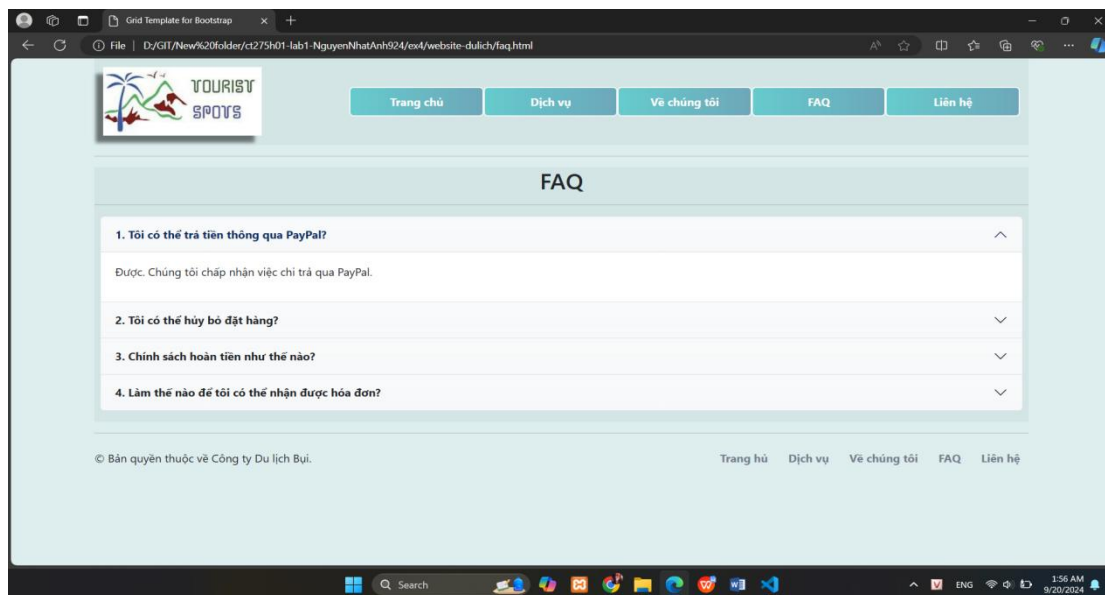 Grid Template for Bootstrap
File | D:/GIT/New%20folder/ct275h01-lab1-NguyenNhatAnh924/ex4/website-dulich/faq.html
TOURIST
SPOTS
Trang chủ Dịch vụ Về chúng tôi FAQ Liên hệ
FAQ
1. Tôi có thể trả tiền thông qua PayPal?
Được. Chúng tôi chấp nhận việc chi trả qua PayPal.
2. Tôi có thể hủy bỏ đặt hàng?
3. Chính sách hoàn tiền như thế nào?
4. Làm thế nào để tôi có thể nhận được hóa đơn?
© Bản quyền thuộc về Công ty Du lịch Bụi.
Trang hủ Dịch vụ Về chúng tôi FAQ Liên hệ
Search
ENG
1:56 AM
9/20/2024